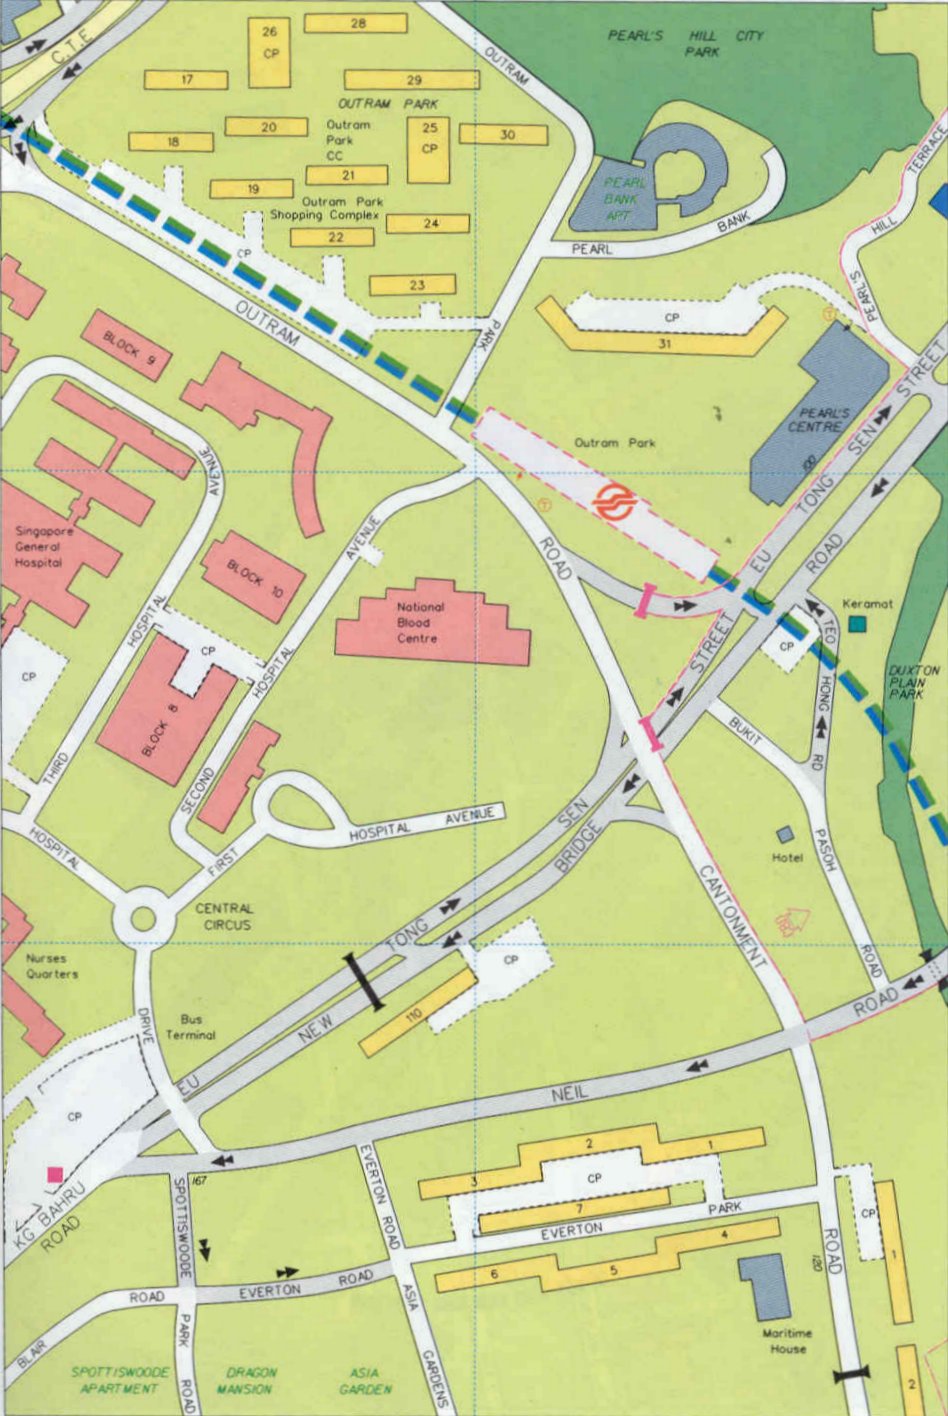 C.T.E
26
CP
28
17
29
OUTRAM PARK
OUTRAM
PEARL'S HILL CITY
PARK
18
20
Outram
Park
CC
25
CP
30
19
21
Outram Park
Shopping Complex
22
24
23
CP
PEARL
BANK
APT
PEARL
BANK
PEARL'S
HILL
TERRACE
OUTRAM
PARK
CP
31
PEARL'S
CENTRE
100
BLOCK 9
Outram Park
EU
TONG
SEN
STREET
AVENUE
AVENUE
ROAD
ROAD
Singapore
General
Hospital
BLOCK 10
National
Blood
Centre
STREET
Keramat
TEO
HONG
RD
CP
DUXTON
PLAIN
PARK
HOSPITAL
CP
HOSPITAL
CP
BLOCK 8
THIRD
SECOND
BUKIT
PASOH
ROAD
HOSPITAL
FIRST
HOSPITAL AVENUE
SEN
BRIDGE
Hotel
CANTONMENT
CENTRAL
CIRCUS
TONG
CP
Nurses
Quarters
110
NEW
Bus
Terminal
DRIVE
EU
ROAD
NEIL
CP
KG BAHRU
ROAD
167
SPOTTISWOODE
PARK
ROAD
EVERTON ROAD
3
2
1
CP
7
EVERTON
PARK
CP
6
5
4
1
ROAD
120
BLAIR
ROAD
EVERTON
ROAD
ASIA
GARDENS
Maritime
House
SPOTTISWOODE
APARTMENT
DRAGON
MANSION
ASIA
GARDEN
2